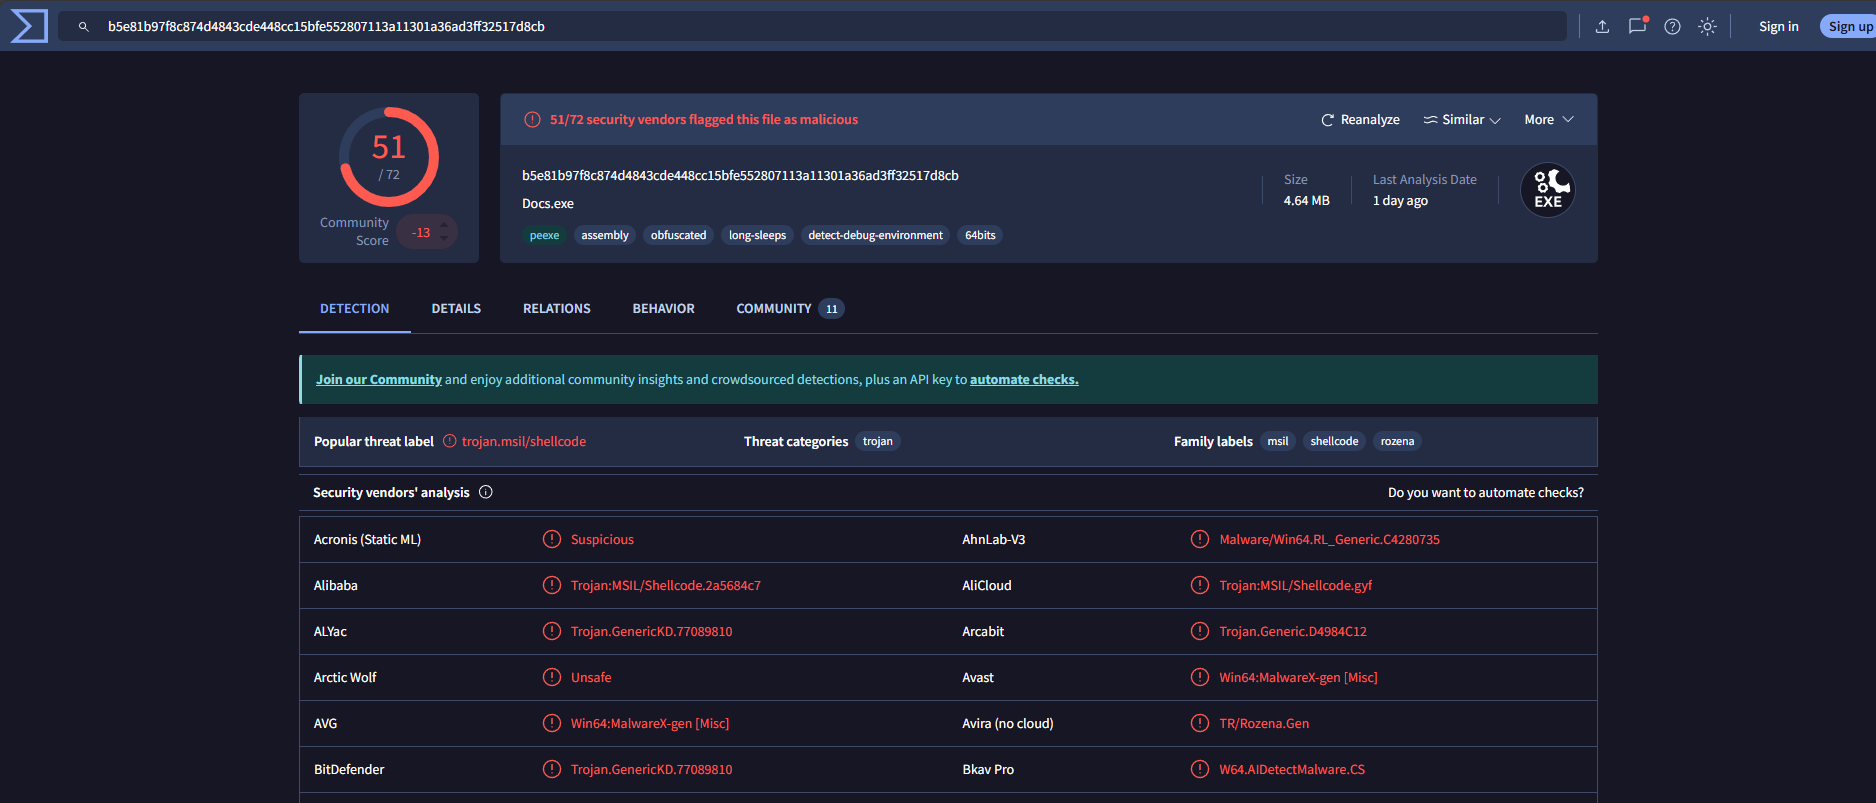 b5e81b97f8c874d4843cde448cc15bfe552807113a11301a36ad3ff32517d8cb
Sign in
Sign up
51
/ 72
Community Score
-13
51/72 security vendors flagged this file as malicious
Reanalyze
Similar
More
b5e81b97f8c874d4843cde448cc15bfe552807113a11301a36ad3ff32517d8cb
Docs.exe
peexe
assembly
obfuscated
long-sleeps
detect-debug-environment
64bits
Size
4.64 MB
Last Analysis Date
1 day ago
EXE
DETECTION
DETAILS
RELATIONS
BEHAVIOR
COMMUNITY 11
Join our Community and enjoy additional community insights and crowdsourced detections, plus an API key to automate checks.
Popular threat label trojan.msil/shellcode
Threat categories trojan
Family labels msil shellcode rozena
Security vendors' analysis
Do you want to automate checks?
Acronis (Static ML) Suspicious
AhnLab-V3 Malware/Win64.RL_Generic.C4280735
Alibaba Trojan:MSIL/Shellcode.2a5684c7
AliCloud Trojan:MSIL/Shellcode.gyf
ALYac Trojan.GenericKD.77089810
Arcabit Trojan.Generic.D4984C12
Arctic Wolf Unsafe
Avast Win64:MalwareX-gen [Misc]
AVG Win64:MalwareX-gen [Misc]
Avira (no cloud) TR/Rozena.Gen
BitDefender Trojan.GenericKD.77089810
Bkav Pro W64.AIDetectMalware.CS